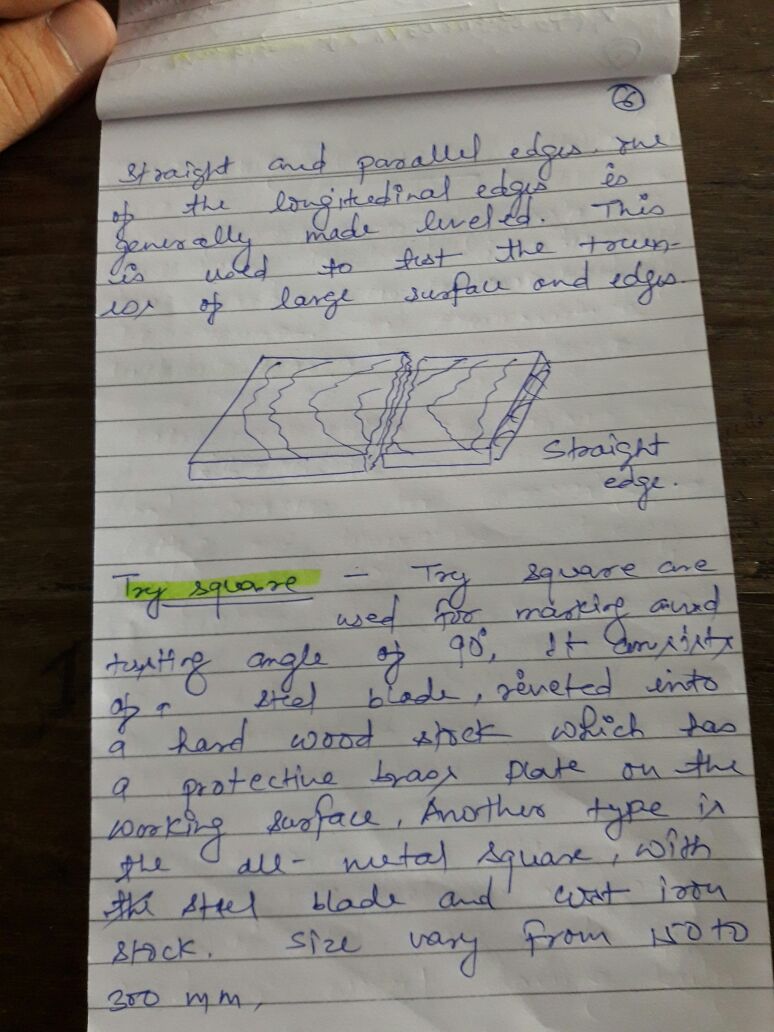 6
straight and parallel edges. one
of the longitudinal edges is
generally made leveled. This
is used to test the truen-
ess of large surface and edges.
Straight
edge.
Try square - Try square are
used for marking and
testing angle of 90°, It consists
of a steel blade, reveted into
a hard wood stock which has
a protective brass plate on the
working surface, Another type is
the all-metal square, with
the steel blade and cast iron
stock. Size vary from 150 to
300 mm,